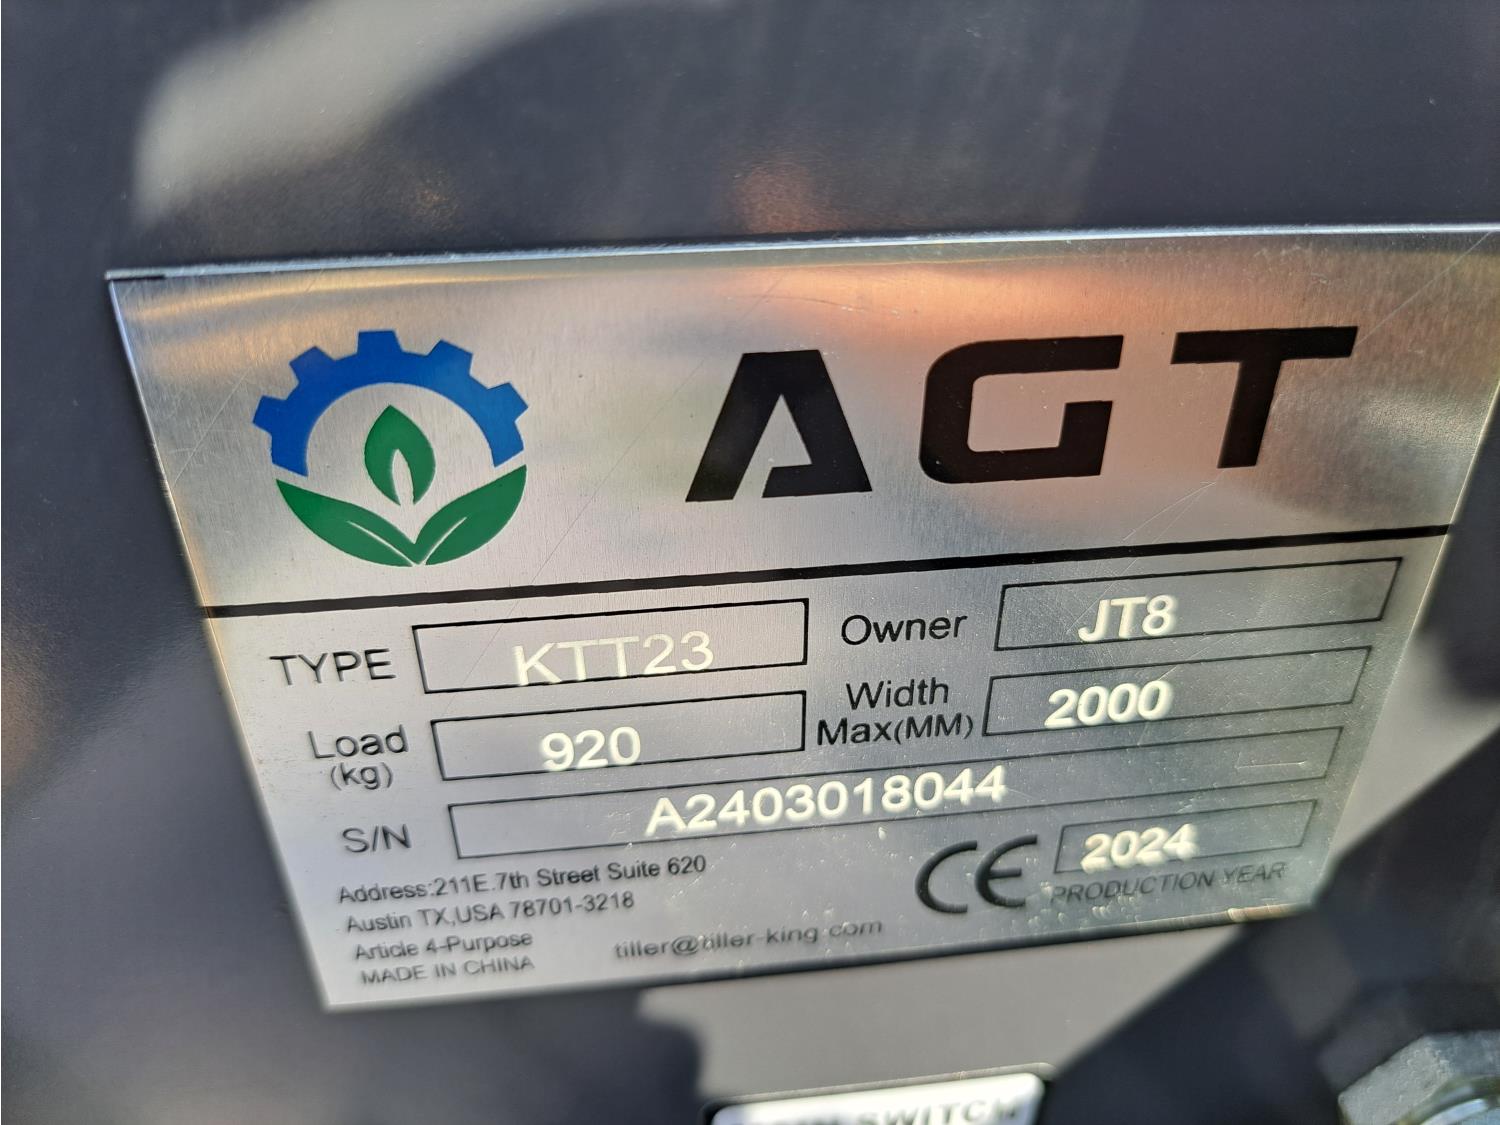 AGT
TYPE KTT23 Owner JT8
Load (kg) 920 Width Max(MM) 2000
S/N A2403018044
CE 2024
PRODUCTION YEAR
Address:211E.7th Street Suite 620
Austin TX,USA 78701-3218
Article 4-Purpose
MADE IN CHINA
tiller@tiller-king.com
SWITCH